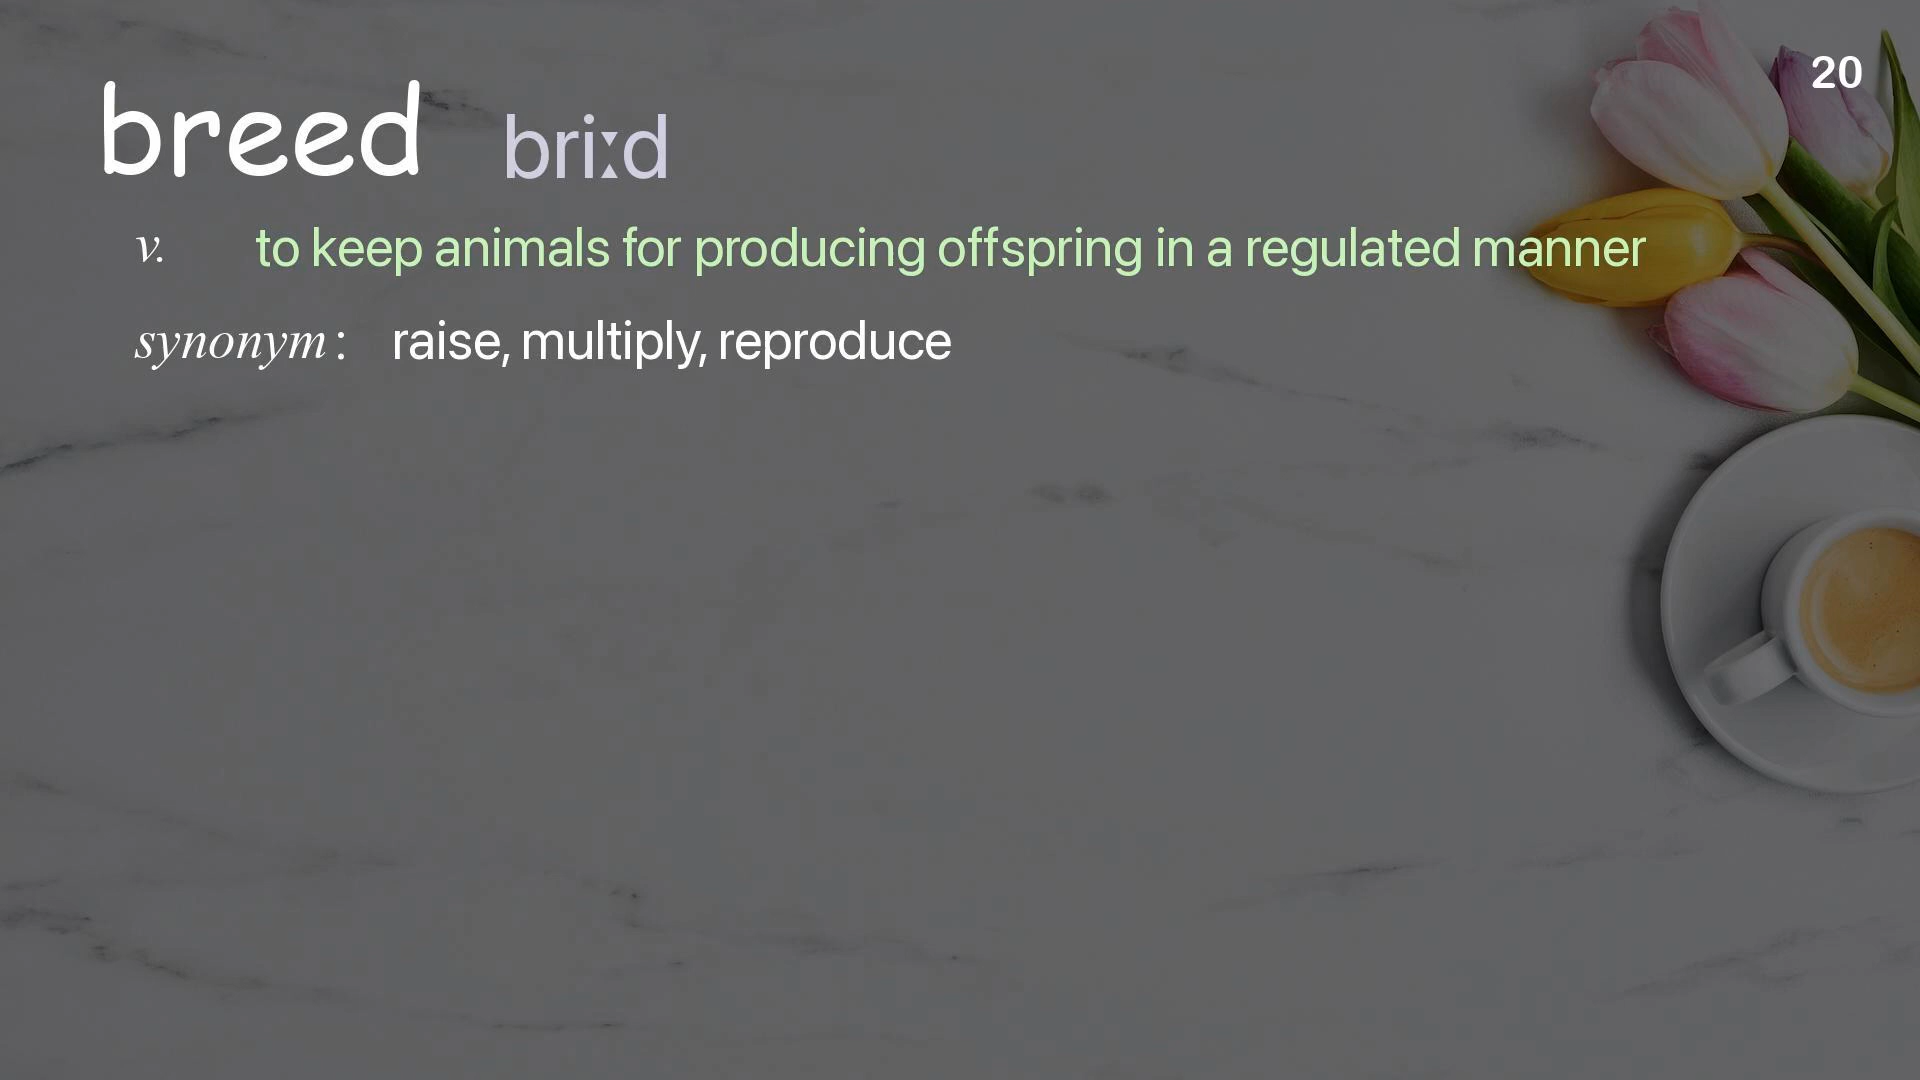 20
breed briːd
v. to keep animals for producing offspring in a regulated manner
synonym : raise, multiply, reproduce